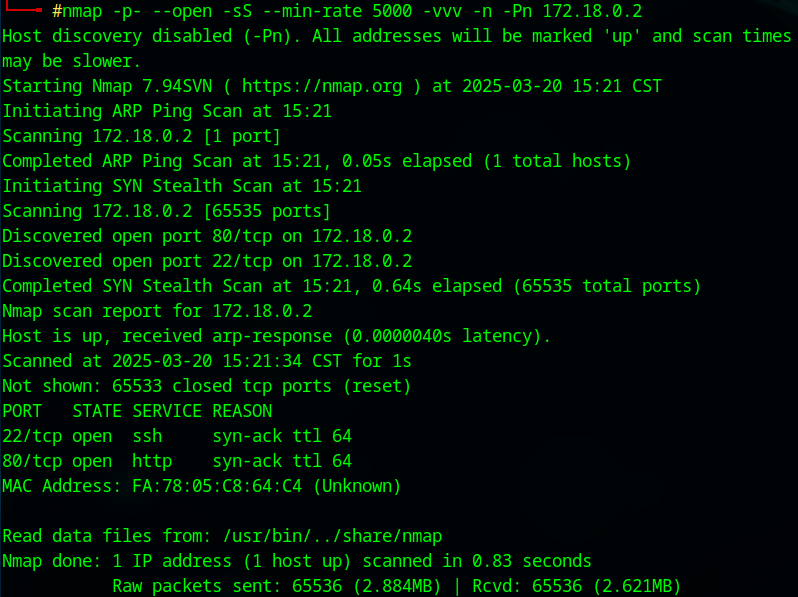 #nmap -p- --open -sS --min-rate 5000 -vvv -n -Pn 172.18.0.2
Host discovery disabled (-Pn). All addresses will be marked 'up' and scan times
may be slower.
Starting Nmap 7.94SVN ( https://nmap.org ) at 2025-03-20 15:21 CST
Initiating ARP Ping Scan at 15:21
Scanning 172.18.0.2 [1 port]
Completed ARP Ping Scan at 15:21, 0.05s elapsed (1 total hosts)
Initiating SYN Stealth Scan at 15:21
Scanning 172.18.0.2 [65535 ports]
Discovered open port 80/tcp on 172.18.0.2
Discovered open port 22/tcp on 172.18.0.2
Completed SYN Stealth Scan at 15:21, 0.64s elapsed (65535 total ports)
Nmap scan report for 172.18.0.2
Host is up, received arp-response (0.0000040s latency).
Scanned at 2025-03-20 15:21:34 CST for 1s
Not shown: 65533 closed tcp ports (reset)
PORT   STATE SERVICE REASON
22/tcp open  ssh     syn-ack ttl 64
80/tcp open  http    syn-ack ttl 64
MAC Address: FA:78:05:C8:64:C4 (Unknown)
Read data files from: /usr/bin/../share/nmap
Nmap done: 1 IP address (1 host up) scanned in 0.83 seconds
           Raw packets sent: 65536 (2.884MB) | Rcvd: 65536 (2.621MB)